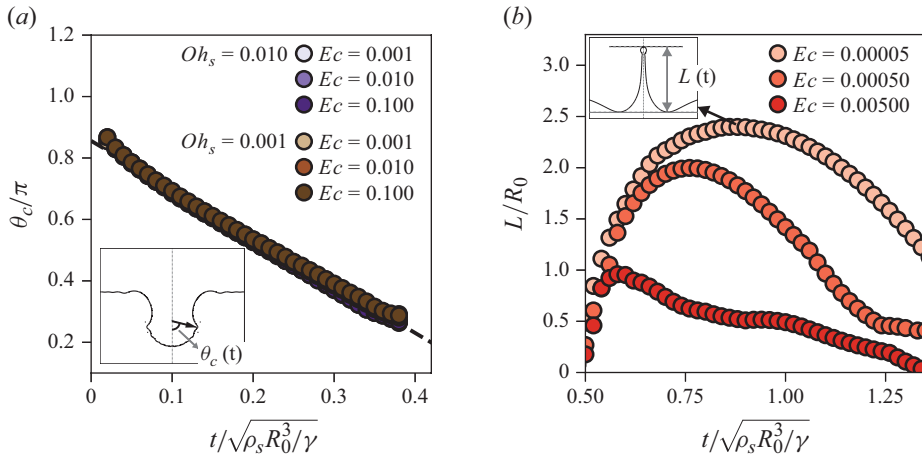 (a)
1.2
1.0
0.8
0.6
0.4
0.2
θc/π
Ohs = 0.010 Ec = 0.001
Ec = 0.010
Ec = 0.100
Ohs = 0.001 Ec = 0.001
Ec = 0.010
Ec = 0.100
θc (t)
0 0.1 0.2 0.3 0.4
t/√ρsR0³/γ
(b)
3.0
2.5
2.0
1.5
1.0
0.5
0
L/R0
L (t)
Ec = 0.00005
Ec = 0.00050
Ec = 0.00500
0.50 0.75 1.00 1.25
t/√ρsR0³/γ